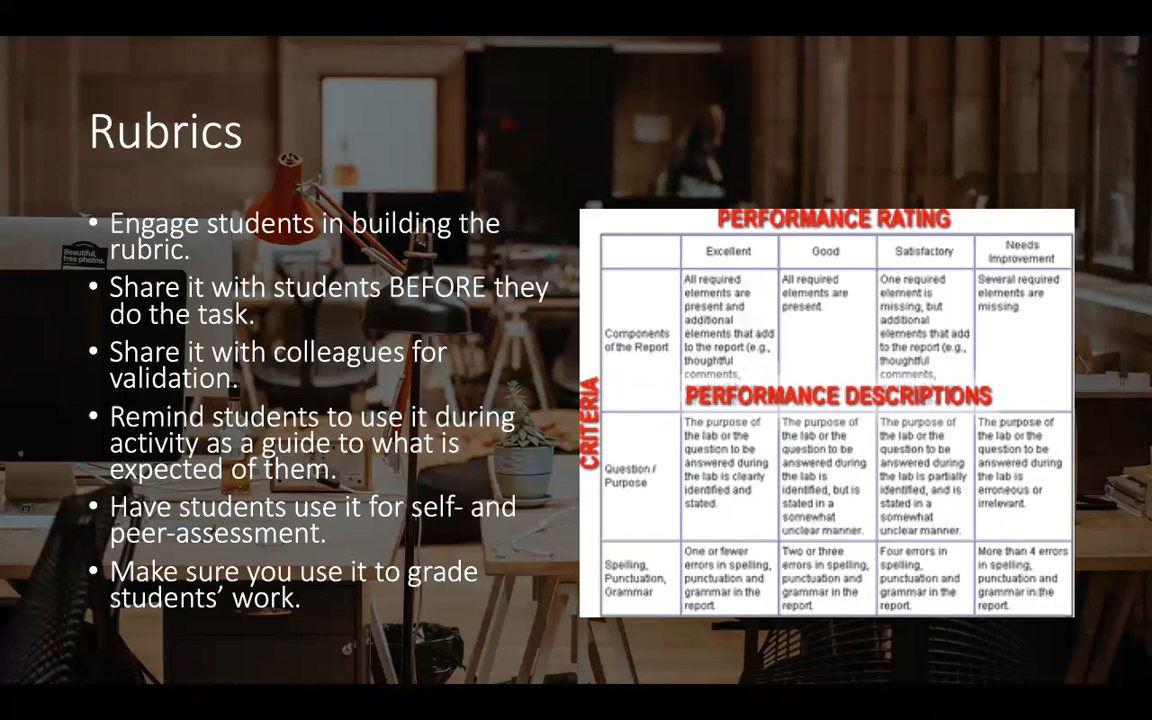 Rubrics
• Engage students in building the
rubric.
• Share it with students BEFORE they
do the task.
• Share it with colleagues for
validation.
• Remind students to use it during
activity as a guide to what is
expected of them.
• Have students use it for self- and
peer-assessment.
• Make sure you use it to grade
students’ work.
Beautiful,
free photos.
PERFORMANCE RATING
Excellent
Good
Satisfactory
Needs
Improvement
CRITERIA
Components
of the Report
All required
elements are
present and
additional
elements that add
to the report (e.g.,
thoughtful
comments,
All required
elements are
present.
One required
element is
missing, but
additional
elements that add
to the report (e.g.,
thoughtful
comments,
Several required
elements are
missing.
PERFORMANCE DESCRIPTIONS
Question /
Purpose
The purpose of
the lab or the
question to be
answered during
the lab is clearly
identified and
stated.
The purpose of
the lab or the
question to be
answered during
the lab is
identified, but is
stated in a
somewhat
unclear manner.
The purpose of
the lab or the
question to be
answered during
the lab is partially
identified, and is
stated in a
somewhat
unclear manner.
The purpose of
the lab or the
question to be
answered during
the lab is
erroneous or
irrelevant.
Spelling,
Punctuation,
Grammar
One or fewer
errors in spelling,
punctuation and
grammar in the
report.
Two or three
errors in spelling,
punctuation and
grammar in the
report.
Four errors in
spelling,
punctuation and
grammar in the
report.
More than 4 errors
in spelling,
punctuation and
grammar in the
report.